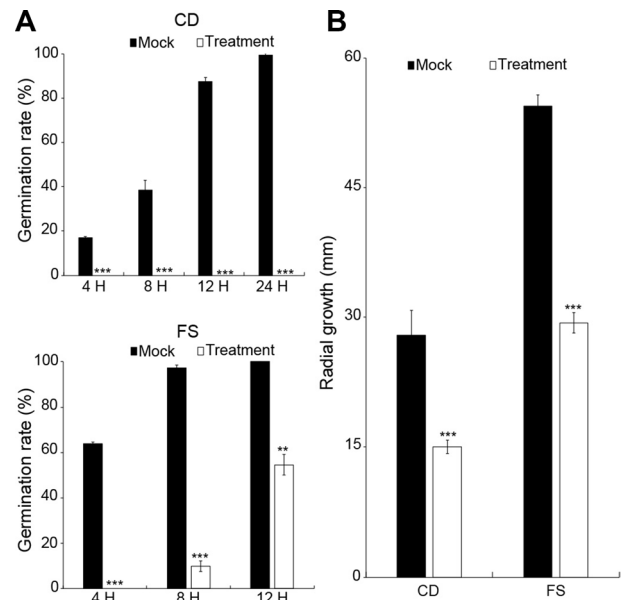 A
CD
■Mock □Treatment
Germination rate (%)
100
80
60
40
20
0
*** *** *** ***
4 H 8 H 12 H 24 H
FS
■Mock □Treatment
Germination rate (%)
100
80
60
40
20
0
*** *** **
4 H 8 H 12 H
B
■Mock □Treatment
Radial growth (mm)
60
45
30
15
0
*** ***
CD FS